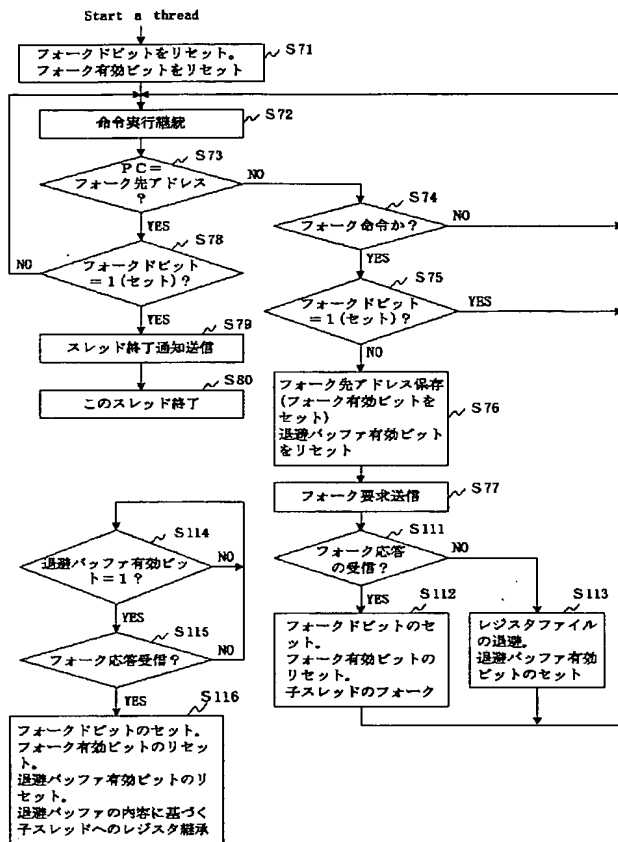 Start a thread
フォークドビットをリセット。
フォーク有効ビットをリセット
S71
命令実行継続
S72
PC=
フォーク先アドレス
?
S73
NO
YES
フォーク命令か?
S74
NO
YES
フォークドビット
=1(セット)?
S78
NO
YES
フォークドビット
=1(セット)?
S75
YES
NO
スレッド終了通知送信
S79
このスレッド終了
S80
フォーク先アドレス保存
(フォーク有効ビットを
セット)
退避バッファ有効ビット
をリセット
S76
フォーク要求送信
S77
フォーク応答
の受信?
S111
NO
YES
フォークドビットのセ
ット。
フォーク有効ビットの
リセット。
子スレッドのフォーク
S112
レジスタファイル
の退避。
退避バッファ有効
ビットのセット
S113
退避バッファ有効ビッ
ト=1?
S114
NO
YES
フォーク応答受信?
S115
NO
YES
S116
フォークドビットのセット。
フォーク有効ビットのリセッ
ト。
退避バッファ有効ビットのリ
セット。
退避バッファの内容に基づく
子スレッドへのレジスタ継承